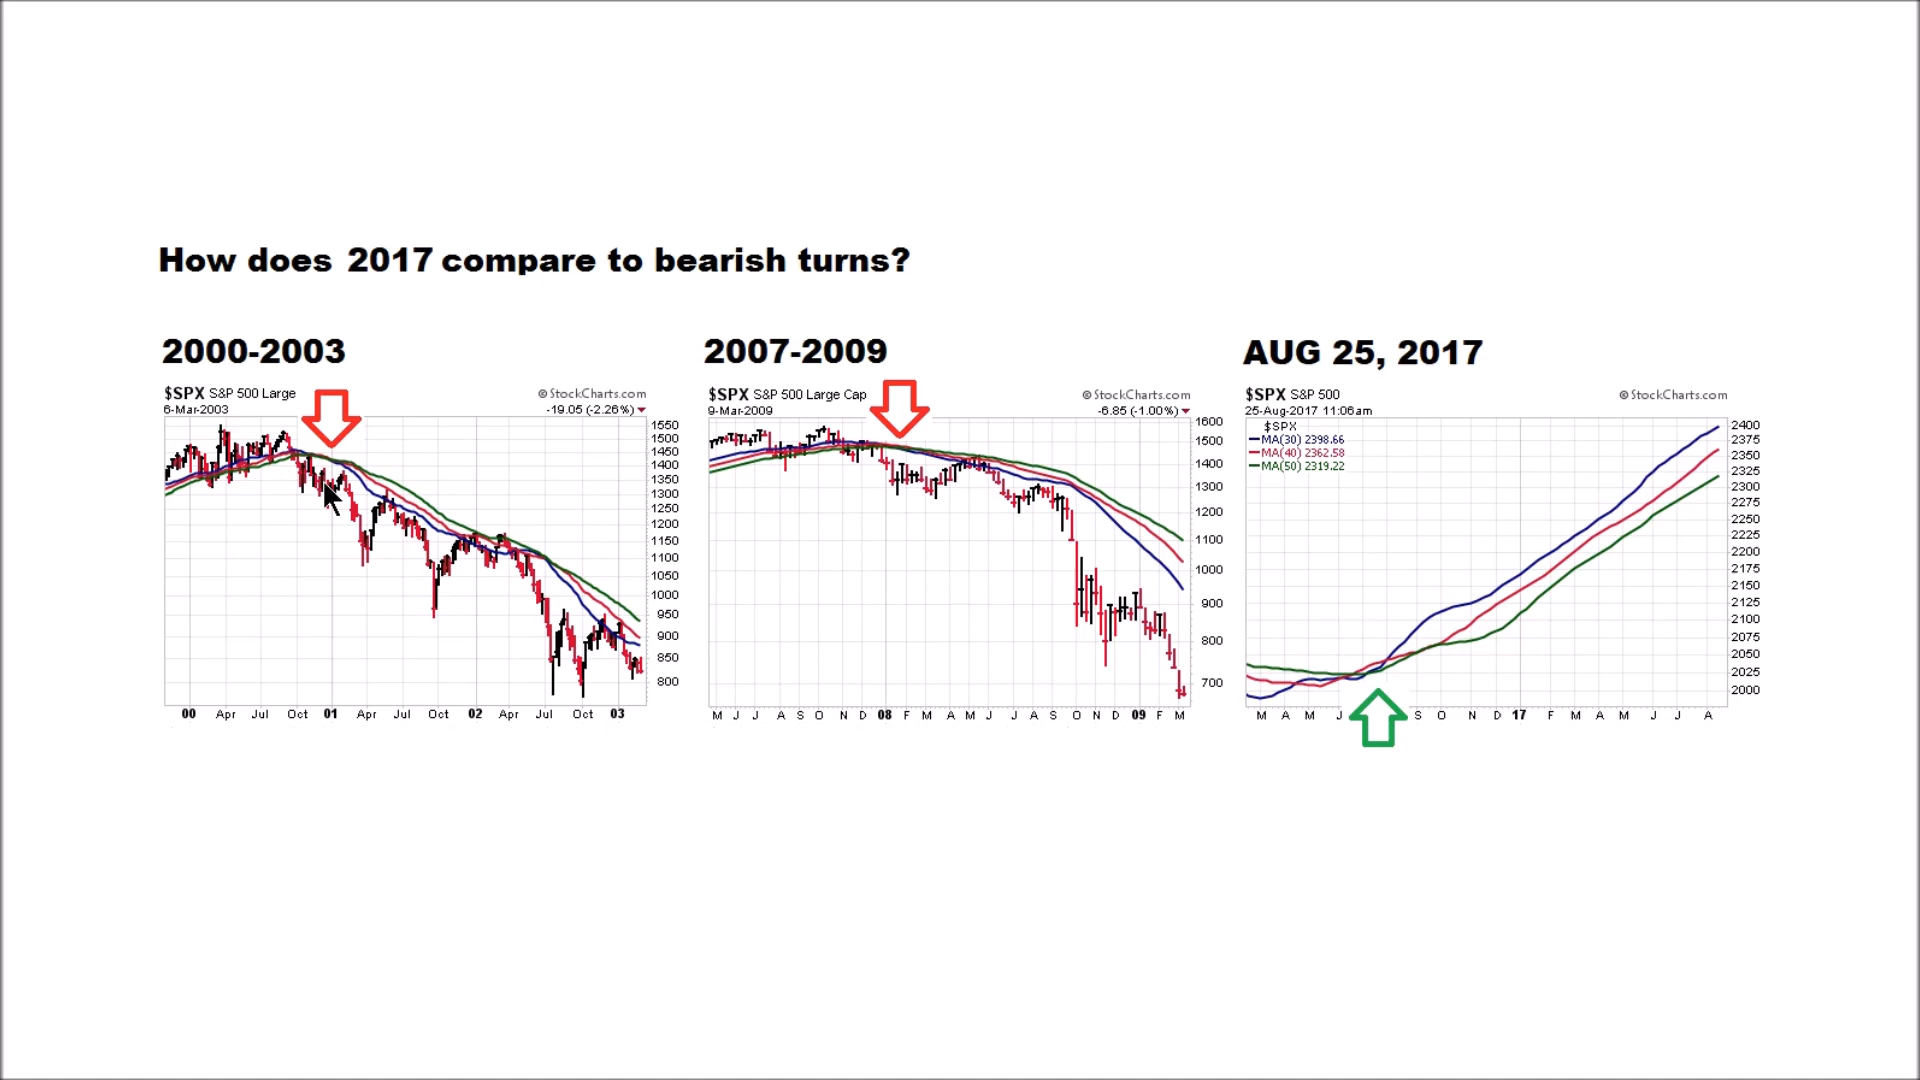 How does 2017 compare to bearish turns?
2000-2003
$SPX S&P 500 Large
© StockCharts.com
6-Mar-2003
-19.05 (-2.26%)
1550
1500
1450
1400
1350
1300
1250
1200
1150
1100
1050
1000
950
900
850
800
00 Apr Jul Oct 01 Apr Jul Oct 02 Apr Jul Oct 03
2007-2009
$SPX S&P 500 Large Cap
© StockCharts.com
9-Mar-2009
-6.85 (-1.00%)
1600
1500
1400
1300
1200
1100
1000
900
800
700
M J J A S O N D 08 F M A M J J A S O N D 09 F M
AUG 25, 2017
$SPX S&P 500
© StockCharts.com
25-Aug-2017 11:06am
$SPX
MA(30) 2398.66
MA(40) 2362.58
MA(50) 2319.22
2400
2375
2350
2325
2300
2275
2250
2225
2200
2175
2150
2125
2100
2075
2050
2025
2000
M A M J S O N D 17 F M A M J J A